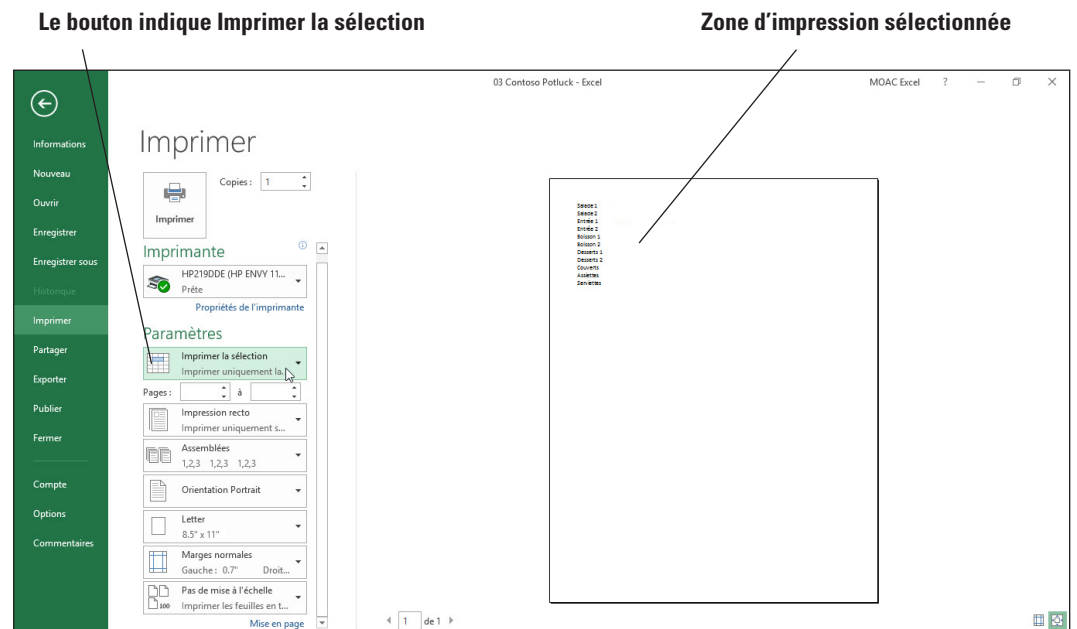 Le bouton indique Imprimer la sélection
Zone d’impression sélectionnée
03 Contoso Potluck - Excel
MOAC Excel ?
Informations
Nouveau
Ouvrir
Enregistrer
Enregistrer sous
Historique
Imprimer
Partager
Exporter
Publier
Fermer
Compte
Options
Commentaires
Imprimer
Copies : 1
Imprimer
Imprimante
HP219DDE (HP ENVY 11...
Prête
Propriétés de l'imprimante
Paramètres
Imprimer la sélection
Imprimer uniquement la...
Pages : à
Impression recto
Imprimer uniquement s...
Assemblées
1,2,3 1,2,3 1,2,3
Orientation Portrait
Letter
8.5" x 11"
Marges normales
Gauche : 0.7" Droit...
Pas de mise à l'échelle
100 Imprimer les feuilles en t...
Mise en page
Salade 1
Salade 2
Entrée 1
Entrée 2
Boisson 1
Boisson 2
Desserts 1
Desserts 2
Couverts
Assiettes
Serviettes
1 de 1